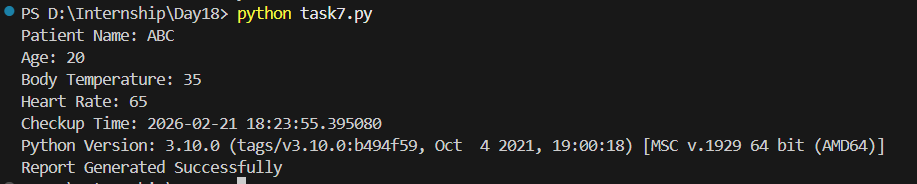 PS D:\Internship\Day18> python task7.py
Patient Name: ABC
Age: 20
Body Temperature: 35
Heart Rate: 65
Checkup Time: 2026-02-21 18:23:55.395080
Python Version: 3.10.0 (tags/v3.10.0:b494f59, Oct  4 2021, 19:00:18) [MSC v.1929 64 bit (AMD64)]
Report Generated Successfully